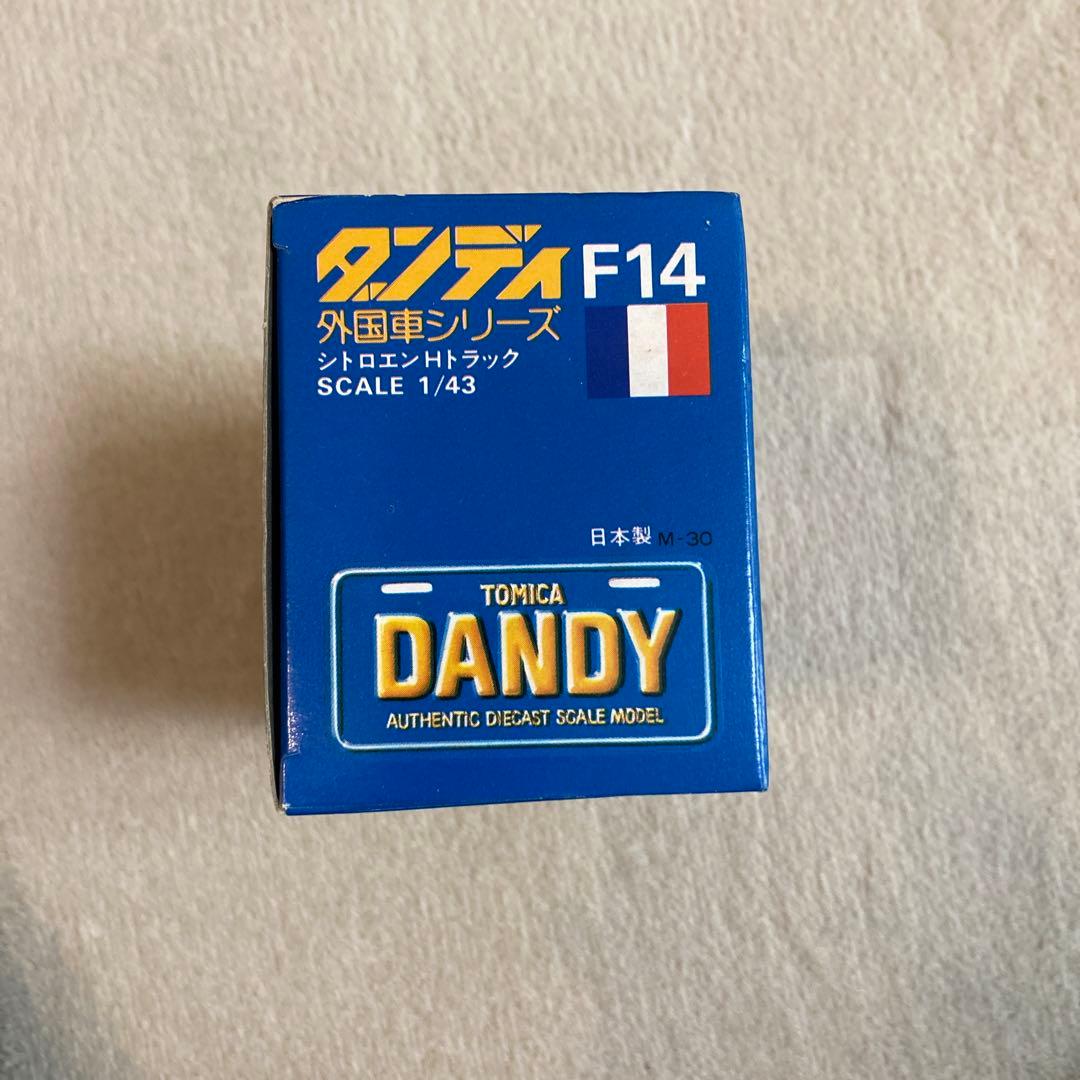 ダンディ F14
外国車シリーズ
シトロエンHトラック
SCALE 1/43
日本製 M-30
TOMICA
DANDY
AUTHENTIC DIECAST SCALE MODEL